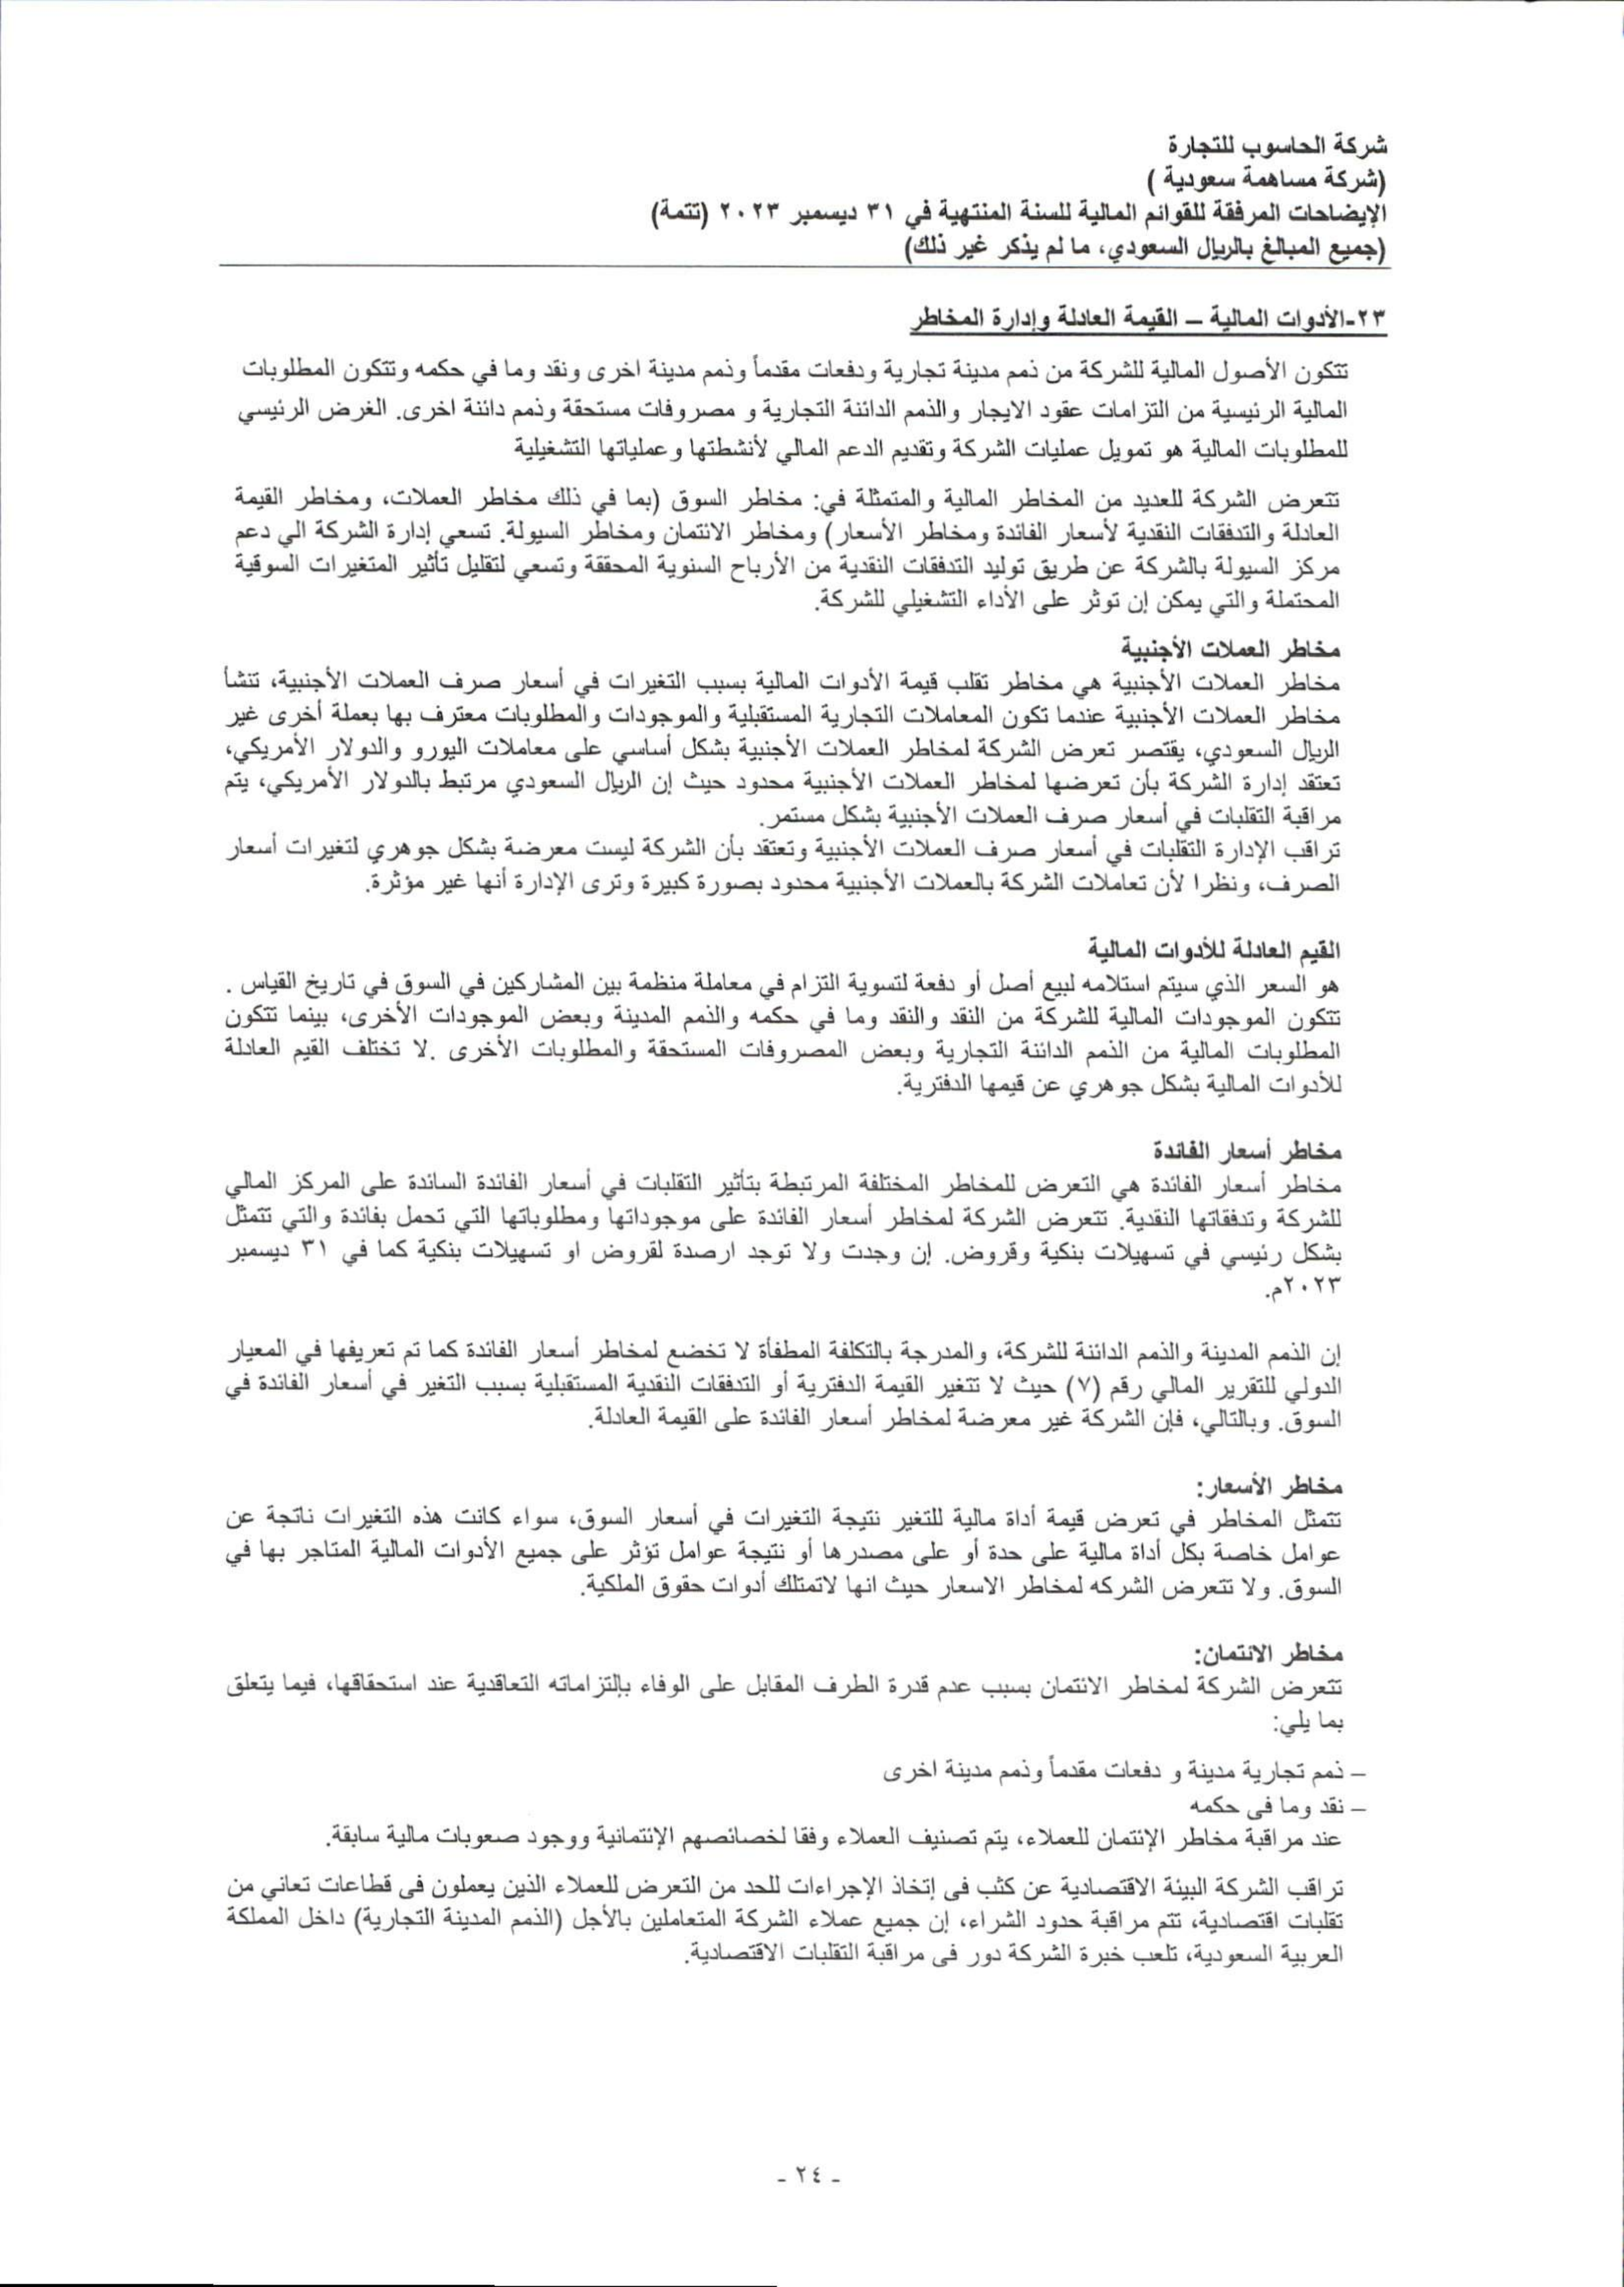 شركة الحاسوب للتجارة
(شركة مساهمة سعودية )
الإيضاحات المرفقة للقوائم المالية للسنة المنتهية في ٣١ ديسمبر ٢٠٢٣ (تتمة)
(جميع المبالغ بالريال السعودي، ما لم يذكر غير ذلك)
٢٣-الأدوات المالية – القيمة العادلة وإدارة المخاطر
تتكون الأصول المالية للشركة من ذمم مدينة تجارية ودفعات مقدماً وذمم مدينة اخرى ونقد وما في حكمه وتتكون المطلوبات
المالية الرئيسية من التزامات عقود الايجار والذمم الدائنة التجارية و مصروفات مستحقة وذمم دائنة اخرى. الغرض الرئيسي
للمطلوبات المالية هو تمويل عمليات الشركة وتقديم الدعم المالي لأنشطتها وعملياتها التشغيلية
تتعرض الشركة للعديد من المخاطر المالية والمتمثلة في: مخاطر السوق (بما في ذلك مخاطر العملات، ومخاطر القيمة
العادلة والتدفقات النقدية لأسعار الفائدة ومخاطر الأسعار) ومخاطر الائتمان ومخاطر السيولة. تسعي إدارة الشركة الي دعم
مركز السيولة بالشركة عن طريق توليد التدفقات النقدية من الأرباح السنوية المحققة وتسعي لتقليل تأثير المتغيرات السوقية
المحتملة والتي يمكن إن توثر على الأداء التشغيلي للشركة.
مخاطر العملات الأجنبية
مخاطر العملات الأجنبية هي مخاطر تقلب قيمة الأدوات المالية بسبب التغيرات في أسعار صرف العملات الأجنبية، تنشأ
مخاطر العملات الأجنبية عندما تكون المعاملات التجارية المستقبلية والموجودات والمطلوبات معترف بها بعملة أخرى غير
الريال السعودي، يقتصر تعرض الشركة لمخاطر العملات الأجنبية بشكل أساسي على معاملات اليورو والدولار الأمريكي،
تعتقد إدارة الشركة بأن تعرضها لمخاطر العملات الأجنبية محدود حيث إن الريال السعودي مرتبط بالدولار الأمريكي، يتم
مراقبة التقلبات في أسعار صرف العملات الأجنبية بشكل مستمر.
تراقب الإدارة التقلبات في أسعار صرف العملات الأجنبية وتعتقد بأن الشركة ليست معرضة بشكل جوهري لتغيرات أسعار
الصرف، ونظرا لأن تعاملات الشركة بالعملات الأجنبية محدود بصورة كبيرة وترى الإدارة أنها غير مؤثرة.
القيم العادلة للأدوات المالية
هو السعر الذي سيتم استلامه لبيع أصل أو دفعة لتسوية التزام في معاملة منظمة بين المشاركين في السوق في تاريخ القياس .
تتكون الموجودات المالية للشركة من النقد والنقد وما في حكمه والذمم المدينة وبعض الموجودات الأخرى، بينما تتكون
المطلوبات المالية من الذمم الدائنة التجارية وبعض المصروفات المستحقة والمطلوبات الأخرى .لا تختلف القيم العادلة
للأدوات المالية بشكل جوهري عن قيمها الدفترية.
مخاطر أسعار الفائدة
مخاطر أسعار الفائدة هي التعرض للمخاطر المختلفة المرتبطة بتأثير التقلبات في أسعار الفائدة السائدة على المركز المالي
للشركة وتدفقاتها النقدية. تتعرض الشركة لمخاطر أسعار الفائدة على موجوداتها ومطلوباتها التي تحمل بفائدة والتي تتمثل
بشكل رئيسي في تسهيلات بنكية وقروض. إن وجدت ولا توجد ارصدة لقروض او تسهيلات بنكية كما في ٣١ ديسمبر
٢٠٢٣م.
إن الذمم المدينة والذمم الدائنة للشركة، والمدرجة بالتكلفة المطفأة لا تخضع لمخاطر أسعار الفائدة كما تم تعريفها في المعيار
الدولي للتقرير المالي رقم (٧) حيث لا تتغير القيمة الدفترية أو التدفقات النقدية المستقبلية بسبب التغير في أسعار الفائدة في
السوق. وبالتالي، فإن الشركة غير معرضة لمخاطر أسعار الفائدة على القيمة العادلة.
مخاطر الأسعار:
تتمثل المخاطر في تعرض قيمة أداة مالية للتغير نتيجة التغيرات في أسعار السوق، سواء كانت هذه التغيرات ناتجة عن
عوامل خاصة بكل أداة مالية على حدة أو على مصدرها أو نتيجة عوامل تؤثر على جميع الأدوات المالية المتاجر بها في
السوق. ولا تتعرض الشركه لمخاطر الاسعار حيث انها لاتمتلك أدوات حقوق الملكية.
مخاطر الائتمان:
تتعرض الشركة لمخاطر الائتمان بسبب عدم قدرة الطرف المقابل على الوفاء بإلتزاماته التعاقدية عند استحقاقها، فيما يتعلق
بما يلي:
– ذمم تجارية مدينة و دفعات مقدماً وذمم مدينة اخرى
– نقد وما فى حكمه
عند مراقبة مخاطر الإئتمان للعملاء، يتم تصنيف العملاء وفقا لخصائصهم الإئتمانية ووجود صعوبات مالية سابقة.
تراقب الشركة البيئة الاقتصادية عن كثب فى إتخاذ الإجراءات للحد من التعرض للعملاء الذين يعملون فى قطاعات تعاني من
تقلبات اقتصادية، تتم مراقبة حدود الشراء، إن جميع عملاء الشركة المتعاملين بالأجل (الذمم المدينة التجارية) داخل المملكة
العربية السعودية، تلعب خبرة الشركة دور فى مراقبة التقلبات الاقتصادية.
- ٢٤ -